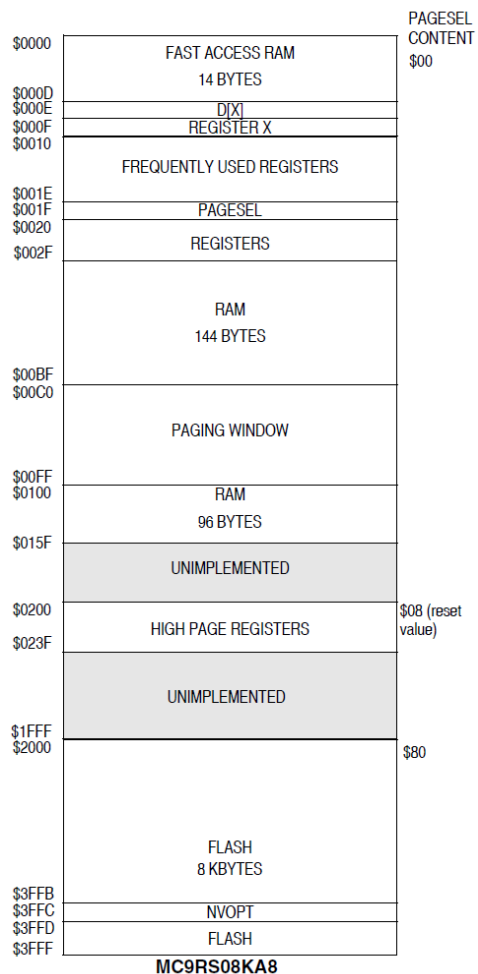 PAGESEL
CONTENT
$0000
FAST ACCESS RAM
$00
14 BYTES
$000D
$000E
D[X]
$000F
REGISTER X
$0010
FREQUENTLY USED REGISTERS
$001E
$001F
PAGESEL
$0020
REGISTERS
$002F
RAM
144 BYTES
$00BF
$00C0
PAGING WINDOW
$00FF
$0100
RAM
96 BYTES
$015F
UNIMPLEMENTED
$0200
$08 (reset
value)
HIGH PAGE REGISTERS
$023F
UNIMPLEMENTED
$1FFF
$2000
$80
FLASH
8 KBYTES
$3FFB
$3FFC
NVOPT
$3FFD
FLASH
$3FFF
MC9RS08KA8